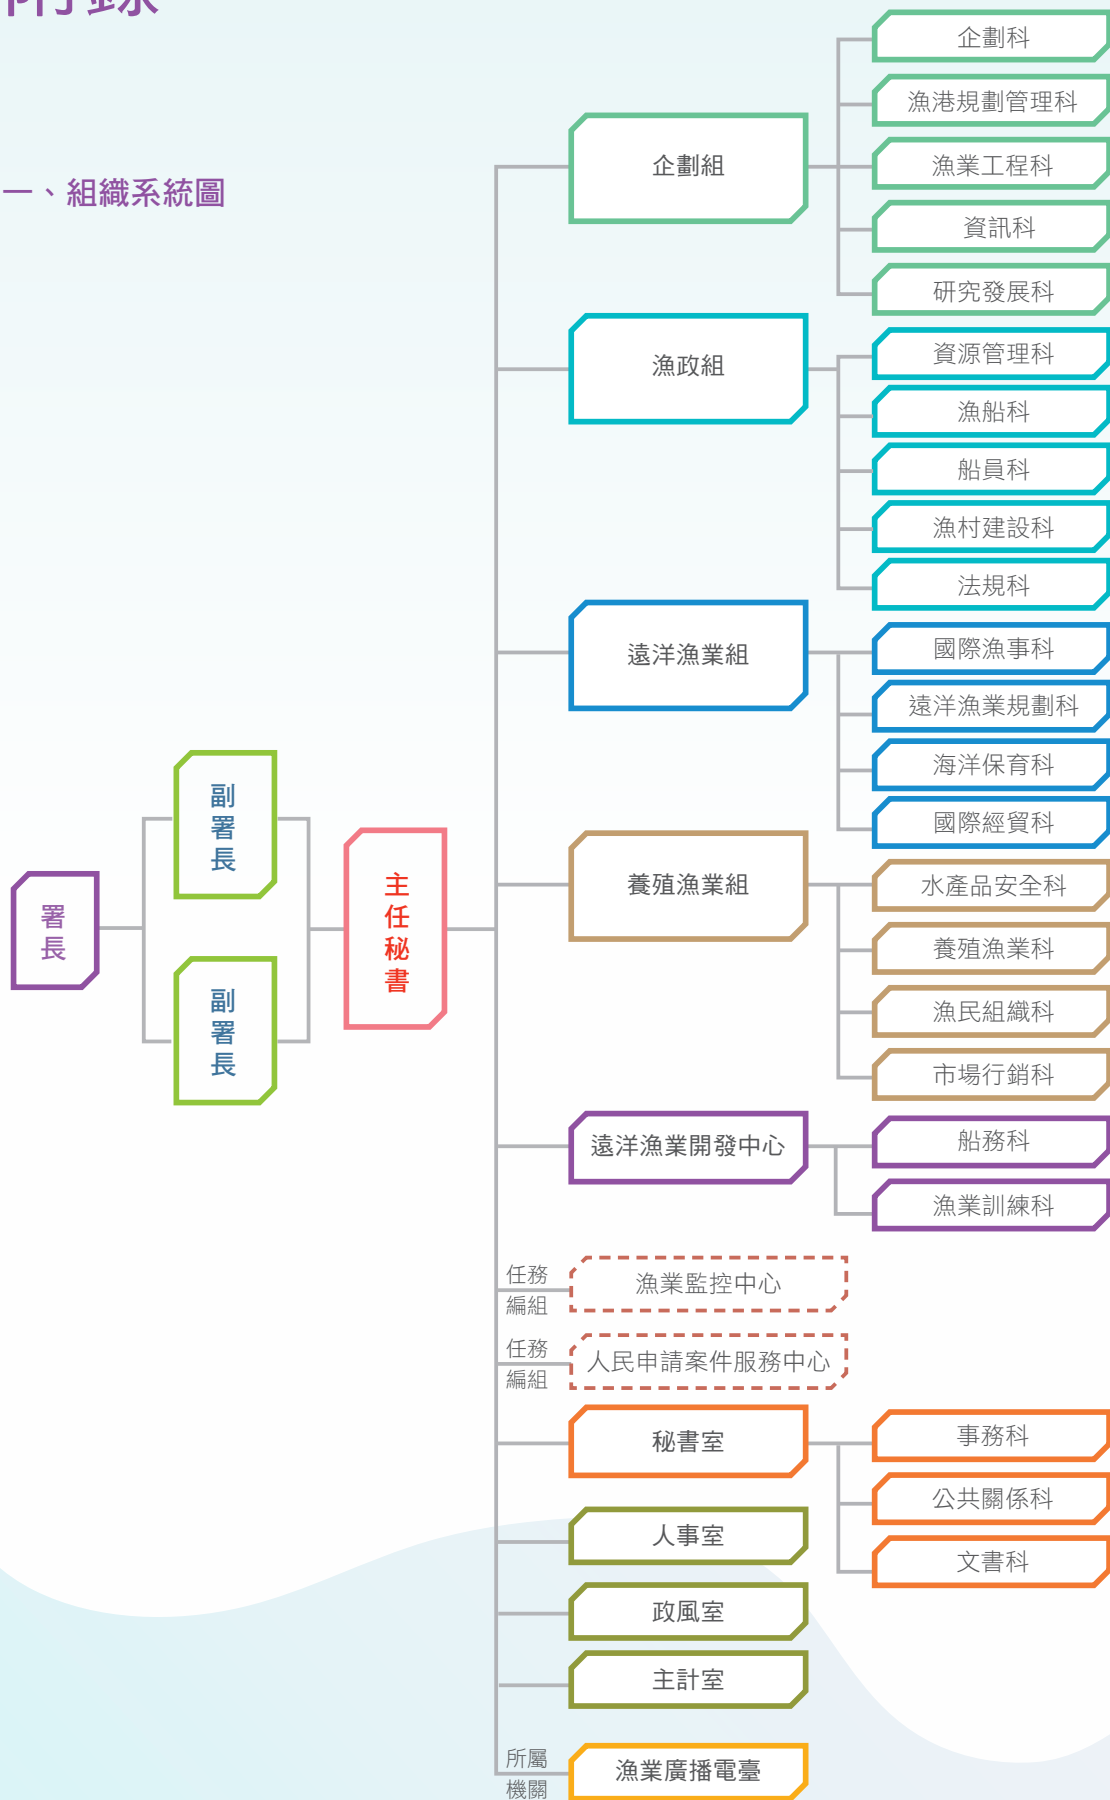 附錄
一、組織系統圖
署長
副署長
副署長
主任秘書
企劃組
企劃科
漁港規劃管理科
漁業工程科
資訊科
研究發展科
漁政組
資源管理科
漁船科
船員科
漁村建設科
法規科
遠洋漁業組
國際漁事科
遠洋漁業規劃科
海洋保育科
國際經貿科
養殖漁業組
水產品安全科
養殖漁業科
漁民組織科
市場行銷科
遠洋漁業開發中心
船務科
漁業訓練科
任務
編組
漁業監控中心
任務
編組
人民申請案件服務中心
秘書室
事務科
公共關係科
文書科
人事室
政風室
主計室
所屬
機關
漁業廣播電臺